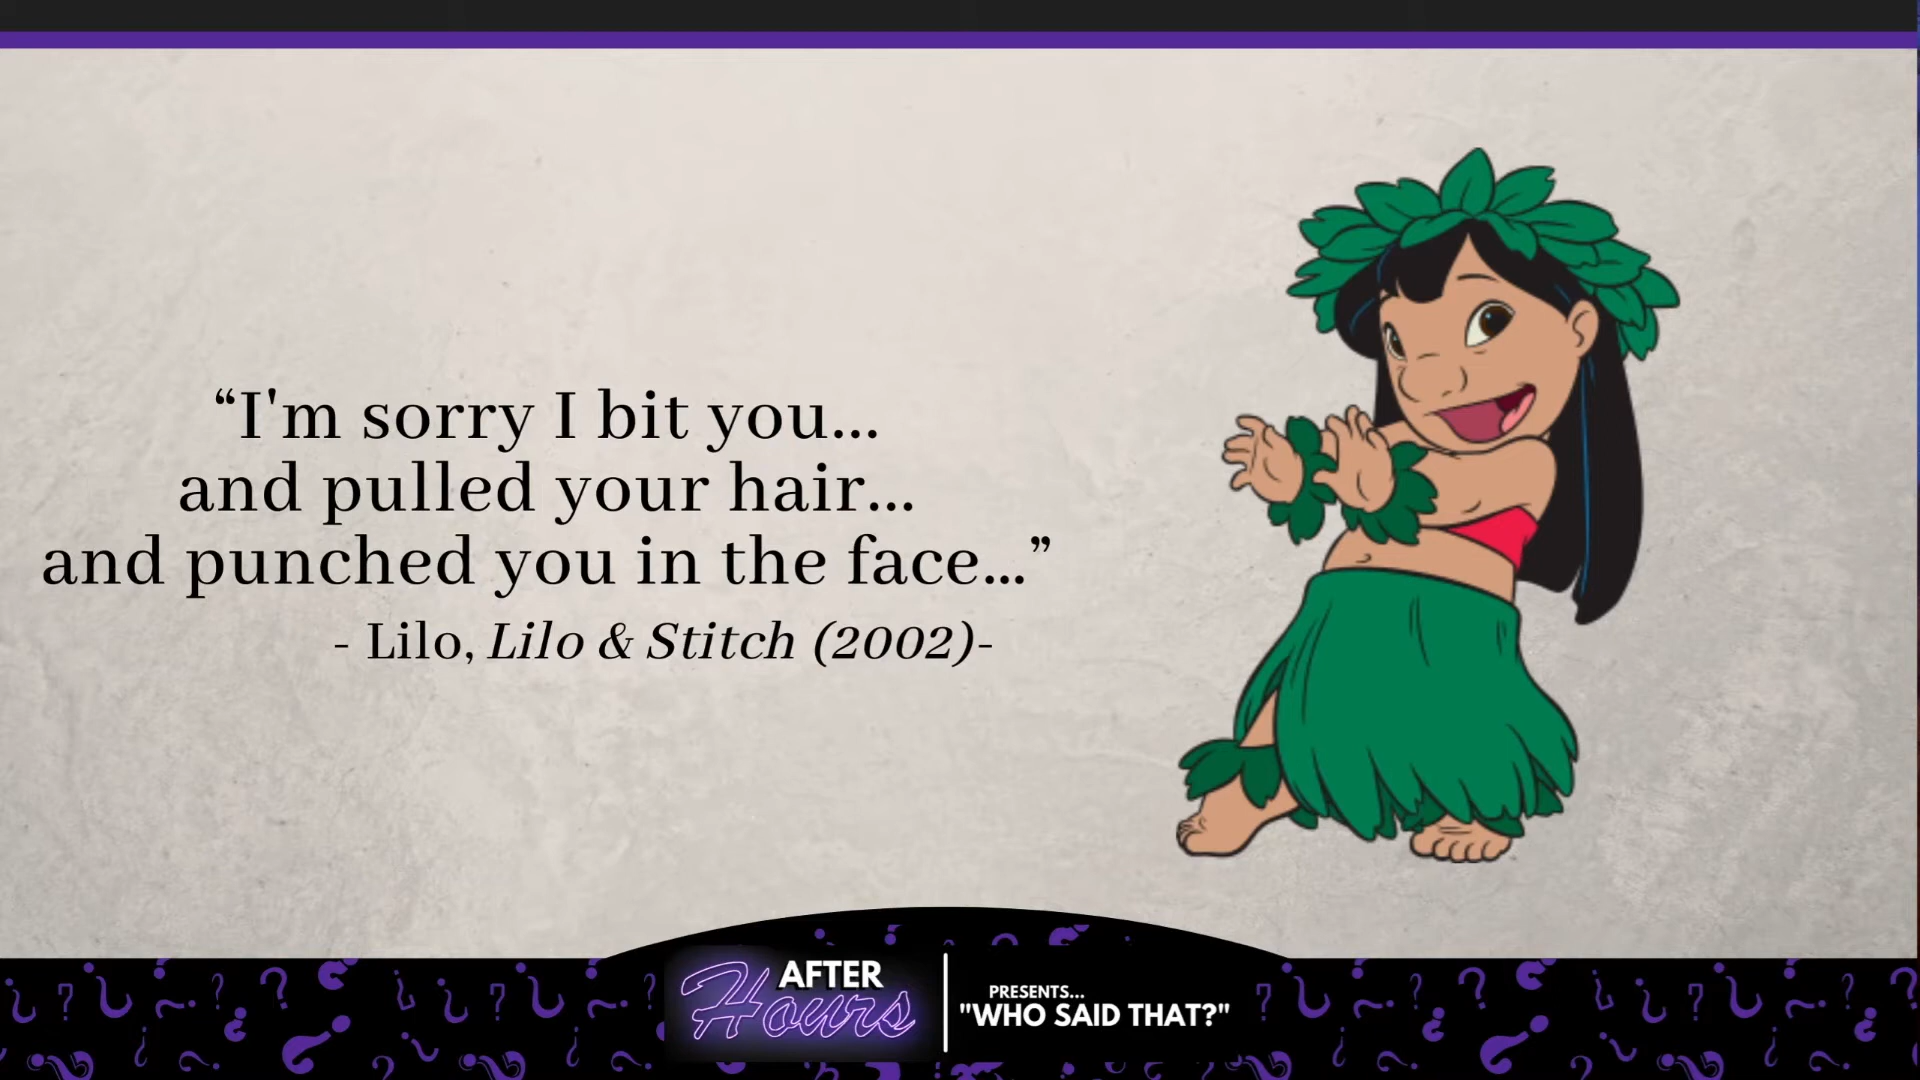 “I'm sorry I bit you...
and pulled your hair...
and punched you in the face...”
- Lilo, Lilo & Stitch (2002)-
AFTER
Hours
PRESENTS...
"WHO SAID THAT?"